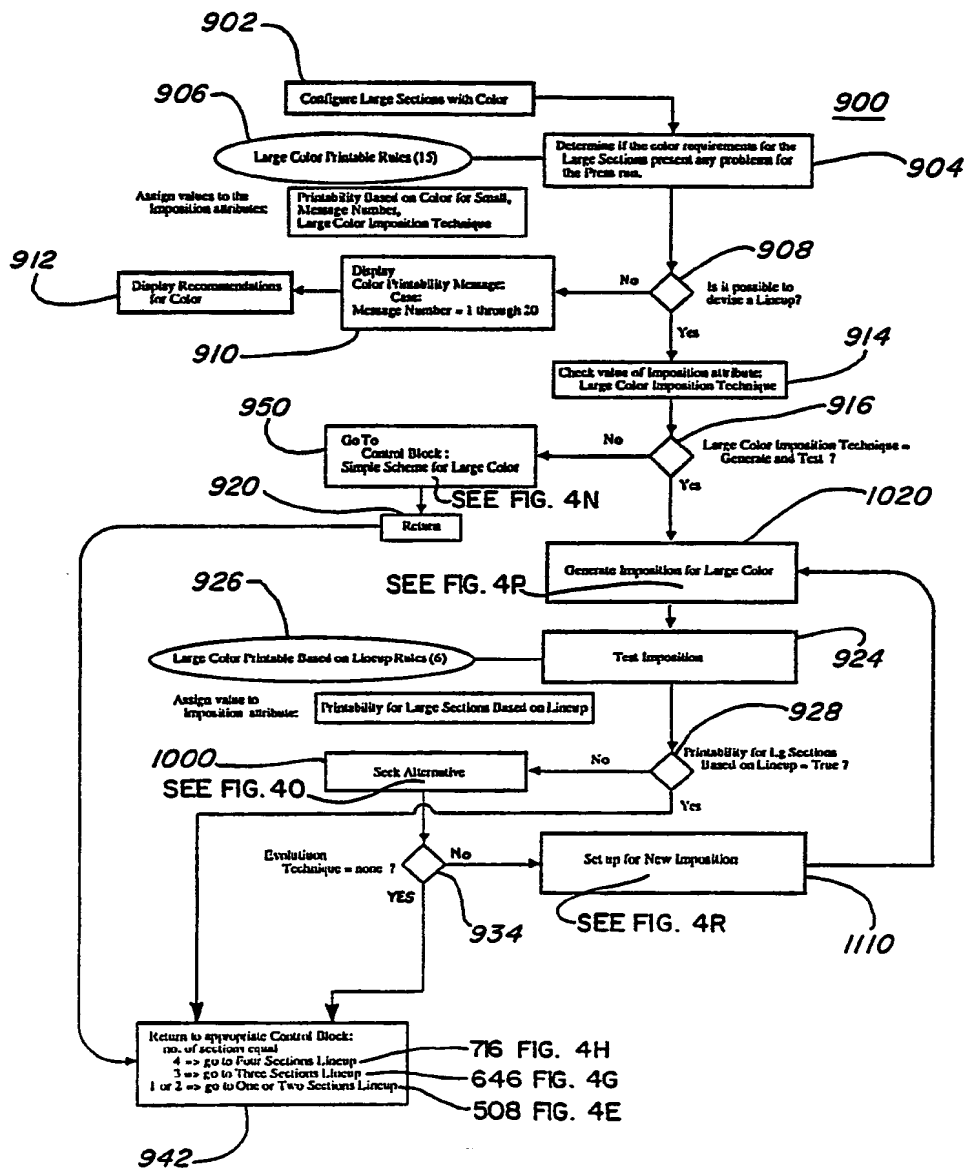 902
Configure Large Sections with Color
906
900
Large Color Printable Rules (15)
Determine if the color requirements for the
Large Sections present any problems for
the Press run.
904
Assign values to the
Imposition attributes:
Printability Based on Color for Small,
Message Number,
Large Color Imposition Technique
908
912
Display Recommendations
for Color
Display
Color Printability Message:
Case:
Message Number = 1 through 20
No
Is it possible to
devise a Lineup?
910
Yes
914
Check value of Imposition attribute:
Large Color Imposition Technique
950
916
Go To
Control Block :
Simple Scheme for Large Color
No
Large Color Imposition Technique =
Generate and Test ?
SEE FIG. 4N
Yes
920
Return
1020
Generate Imposition for Large Color
SEE FIG. 4P
926
Large Color Printable Based on Lineup Rules (6)
Test Imposition
924
Assign value to
Imposition attribute:
Printability for Large Sections Based on Lineup
928
1000
Seek Alternative
No
Printability for Lg Sections
Based on Lineup = True ?
SEE FIG. 4O
Yes
Evolutiuon
Technique = none ?
No
Set up for New Imposition
YES
934
SEE FIG. 4R
1110
Return to appropriate Control Block:
no. of sections equal
4 => go to Four Sections Lineup
716 FIG. 4H
3 => go to Three Sections Lineup
646 FIG. 4G
1 or 2 => go to One or Two Sections Lineup
508 FIG. 4E
942